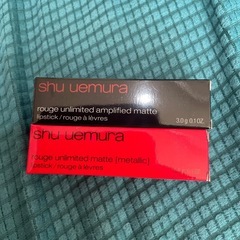 shu uemura
rouge unlimited amplified matte
lipstick / rouge à lèvres
3.0 g 0.1 OZ.
shu uemura
rouge unlimited matte [metallic]
lipstick / rouge à lèvres